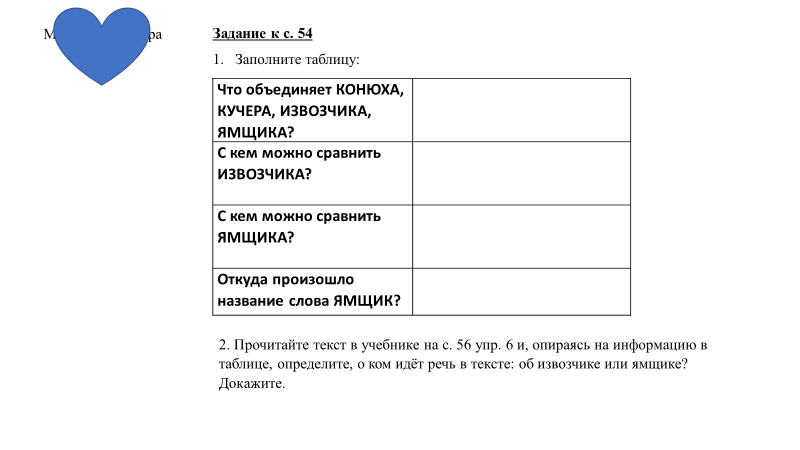 Задание к с. 54
1. Заполните таблицу:
Что объединяет КОНЮХА,
КУЧЕРА, ИЗВОЗЧИКА,
ЯМЩИКА?
С кем можно сравнить
ИЗВОЗЧИКА?
С кем можно сравнить
ЯМЩИКА?
Откуда произошло
название слова ЯМЩИК?
2. Прочитайте текст в учебнике на с. 56 упр. 6 и, опираясь на информацию в
таблице, определите, о ком идёт речь в тексте: об извозчике или ямщике?
Докажите.